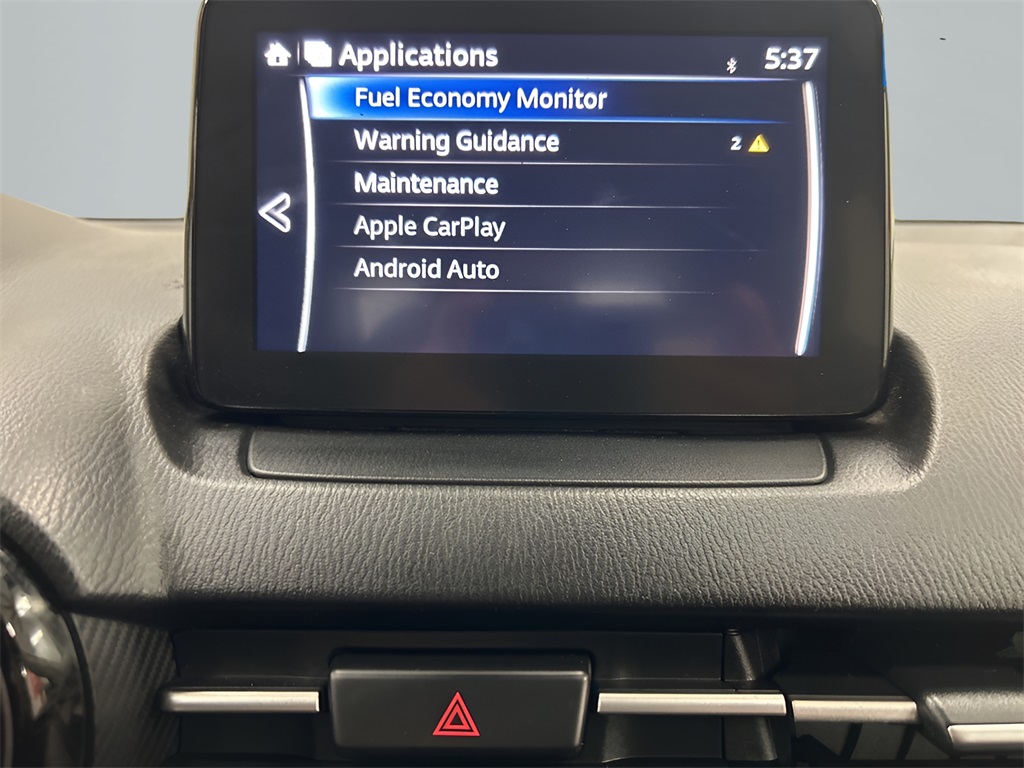 Applications
5:37
Fuel Economy Monitor
Warning Guidance
2
Maintenance
Apple CarPlay
Android Auto